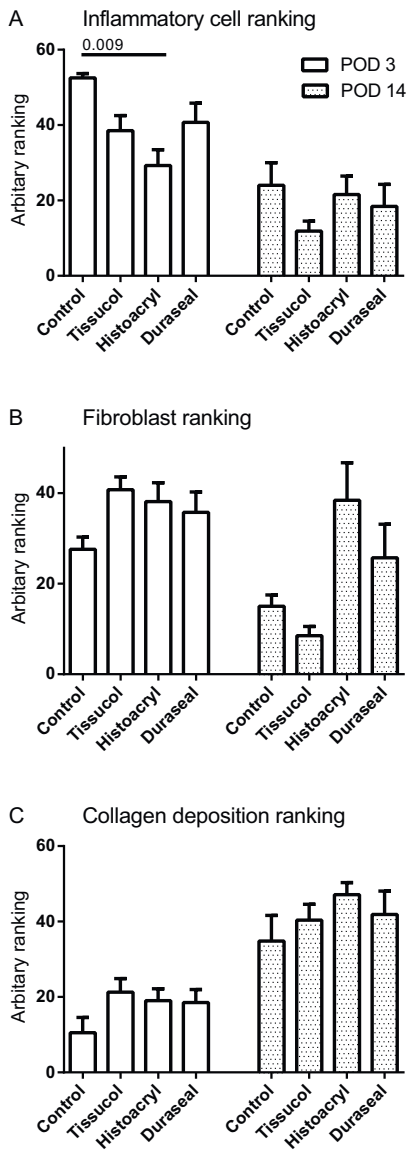 A Inflammatory cell ranking
0.009
60
40
20
0
Arbitary ranking
POD 3
POD 14
Control
Tissucol
Histoacryl
Duraseal
Control
Tissucol
Histoacryl
Duraseal
B Fibroblast ranking
40
20
0
Arbitary ranking
Control
Tissucol
Histoacryl
Duraseal
Control
Tissucol
Histoacryl
Duraseal
C Collagen deposition ranking
60
40
20
0
Arbitary ranking
Control
Tissucol
Histoacryl
Duraseal
Control
Tissucol
Histoacryl
Duraseal